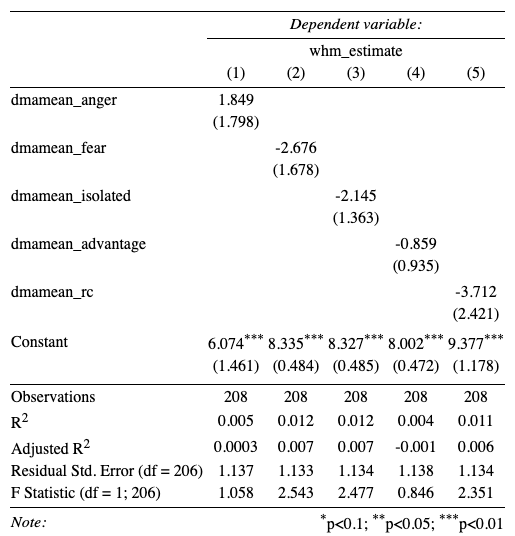 Dependent variable:
whm_estimate
(1) (2) (3) (4) (5)
dmamean_anger 1.849
(1.798)
dmamean_fear -2.676
(1.678)
dmamean_isolated -2.145
(1.363)
dmamean_advantage -0.859
(0.935)
dmamean_rc -3.712
(2.421)
Constant 6.074*** 8.335*** 8.327*** 8.002*** 9.377***
(1.461) (0.484) (0.485) (0.472) (1.178)
Observations 208 208 208 208 208
R2 0.005 0.012 0.012 0.004 0.011
Adjusted R2 0.0003 0.007 0.007 -0.001 0.006
Residual Std. Error (df = 206) 1.137 1.133 1.134 1.138 1.134
F Statistic (df = 1; 206) 1.058 2.543 2.477 0.846 2.351
Note: *p<0.1; **p<0.05; ***p<0.01